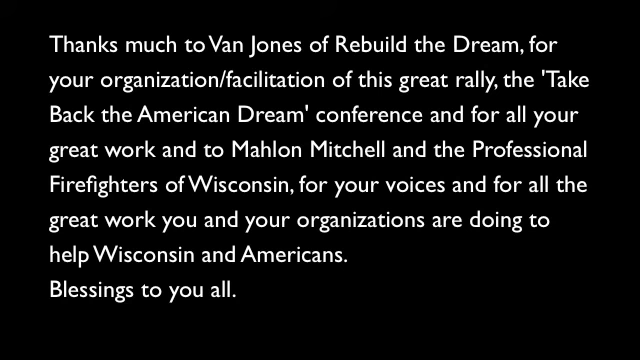 Thanks much to Van Jones of Rebuild the Dream, for
your organization/facilitation of this great rally, the 'Take
Back the American Dream' conference and for all your
great work and to Mahlon Mitchell and the Professional
Firefighters of Wisconsin, for your voices and for all the
great work you and your organizations are doing to
help Wisconsin and Americans.
Blessings to you all.